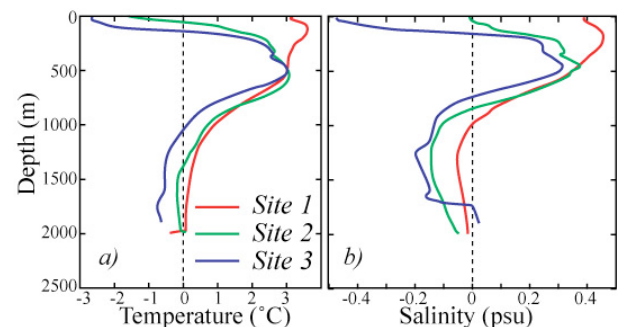 0
500
1000
1500
2000
2500
Depth (m)
Site 1
Site 2
Site 3
a)
-3 -2 -1 0 1 2 3
Temperature (˚C)
b)
-0.4 -0.2 0 0.2 0.4
Salinity (psu)